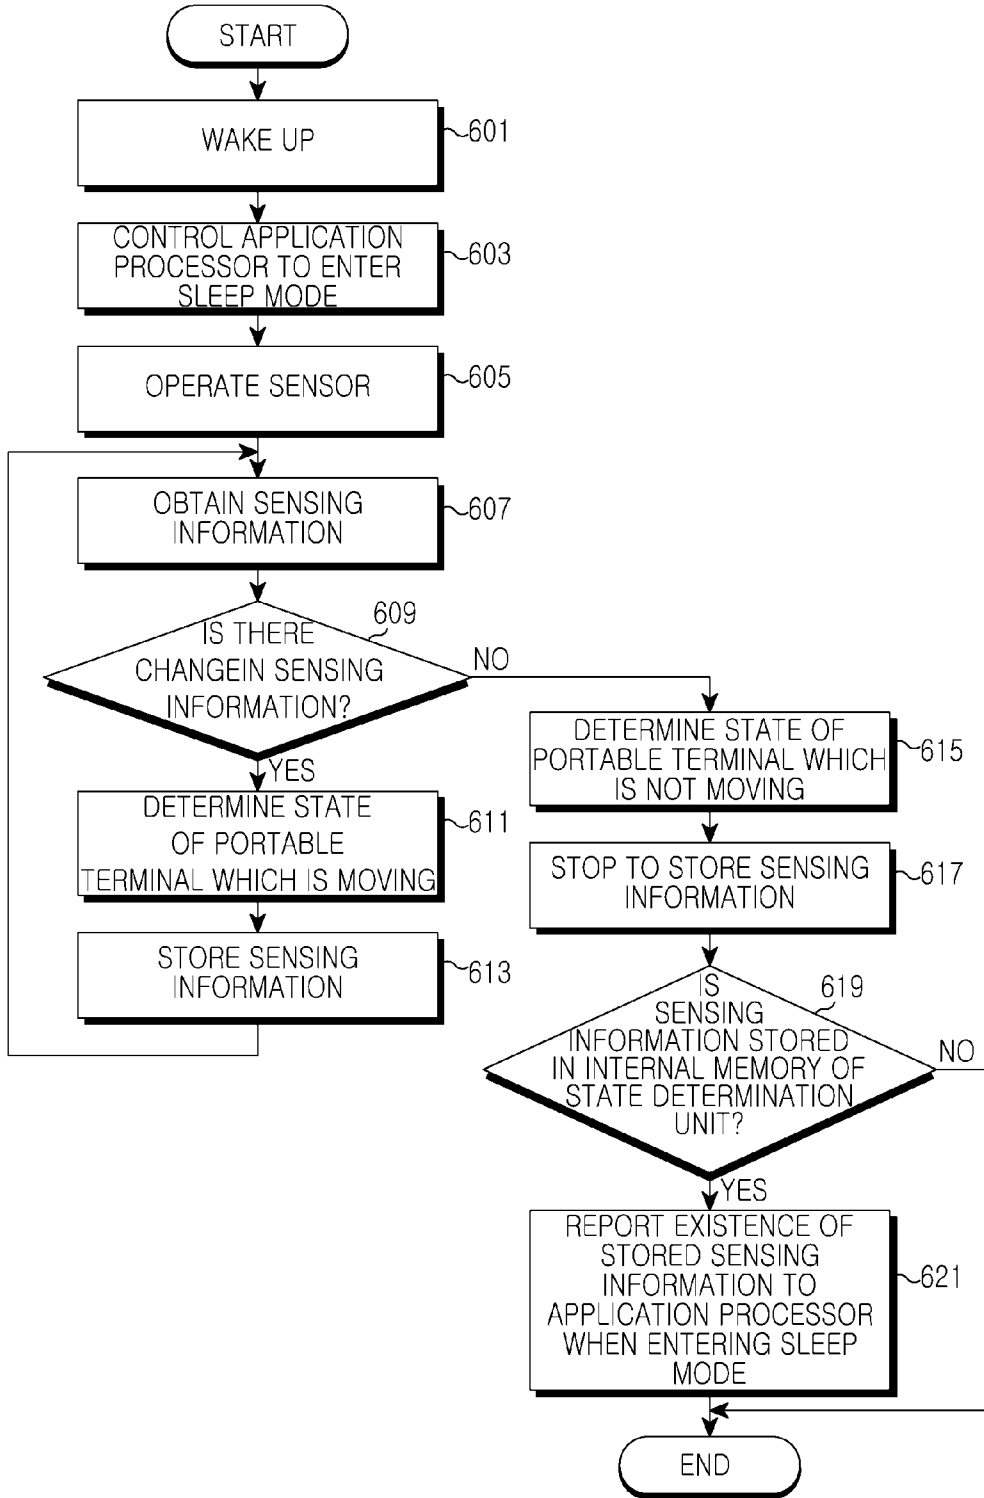 START
WAKE UP
601
CONTROL APPLICATION
PROCESSOR TO ENTER
SLEEP MODE
603
OPERATE SENSOR
605
OBTAIN SENSING
INFORMATION
607
IS THERE
CHANGEIN SENSING
INFORMATION?
609
NO
YES
DETERMINE STATE
OF PORTABLE
TERMINAL WHICH IS MOVING
611
STORE SENSING
INFORMATION
613
DETERMINE STATE OF
PORTABLE TERMINAL WHICH
IS NOT MOVING
615
STOP TO STORE SENSING
INFORMATION
617
IS
SENSING
INFORMATION STORED
IN INTERNAL MEMORY OF
STATE DETERMINATION
UNIT?
619
NO
YES
REPORT EXISTENCE OF
STORED SENSING
INFORMATION TO
APPLICATION PROCESSOR
WHEN ENTERING SLEEP
MODE
621
END